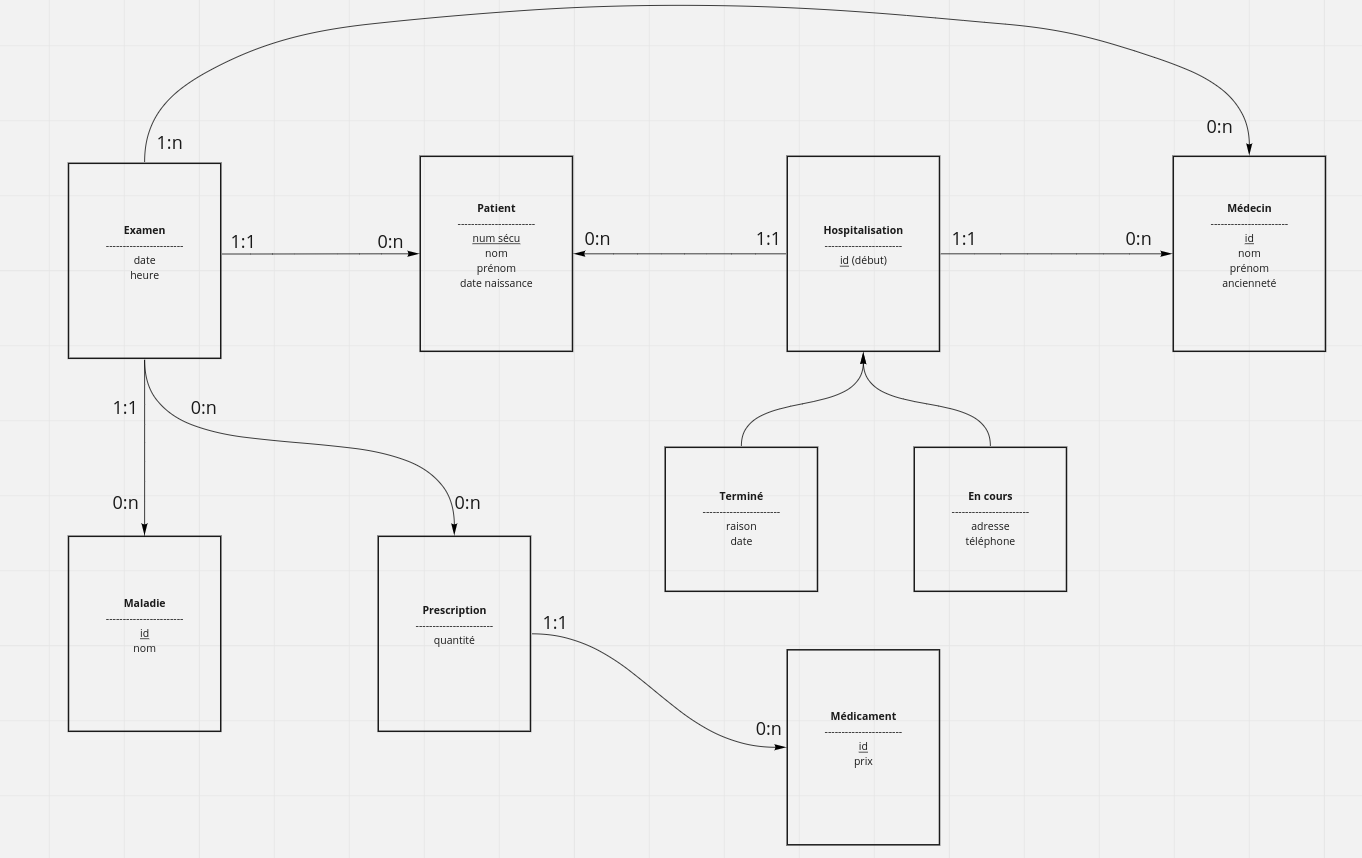 1:n
0:n
Examen
-----------------------
date
heure
1:1
0:n
Patient
-----------------------
num sécu
nom
prénom
date naissance
0:n
1:1
Hospitalisation
-----------------------
id (début)
1:1
0:n
Médecin
-----------------------
id
nom
prénom
ancienneté
1:1
0:n
0:n
0:n
Terminé
-----------------------
raison
date
En cours
-----------------------
adresse
téléphone
Maladie
-----------------------
id
nom
Prescription
-----------------------
quantité
1:1
0:n
Médicament
-----------------------
id
prix